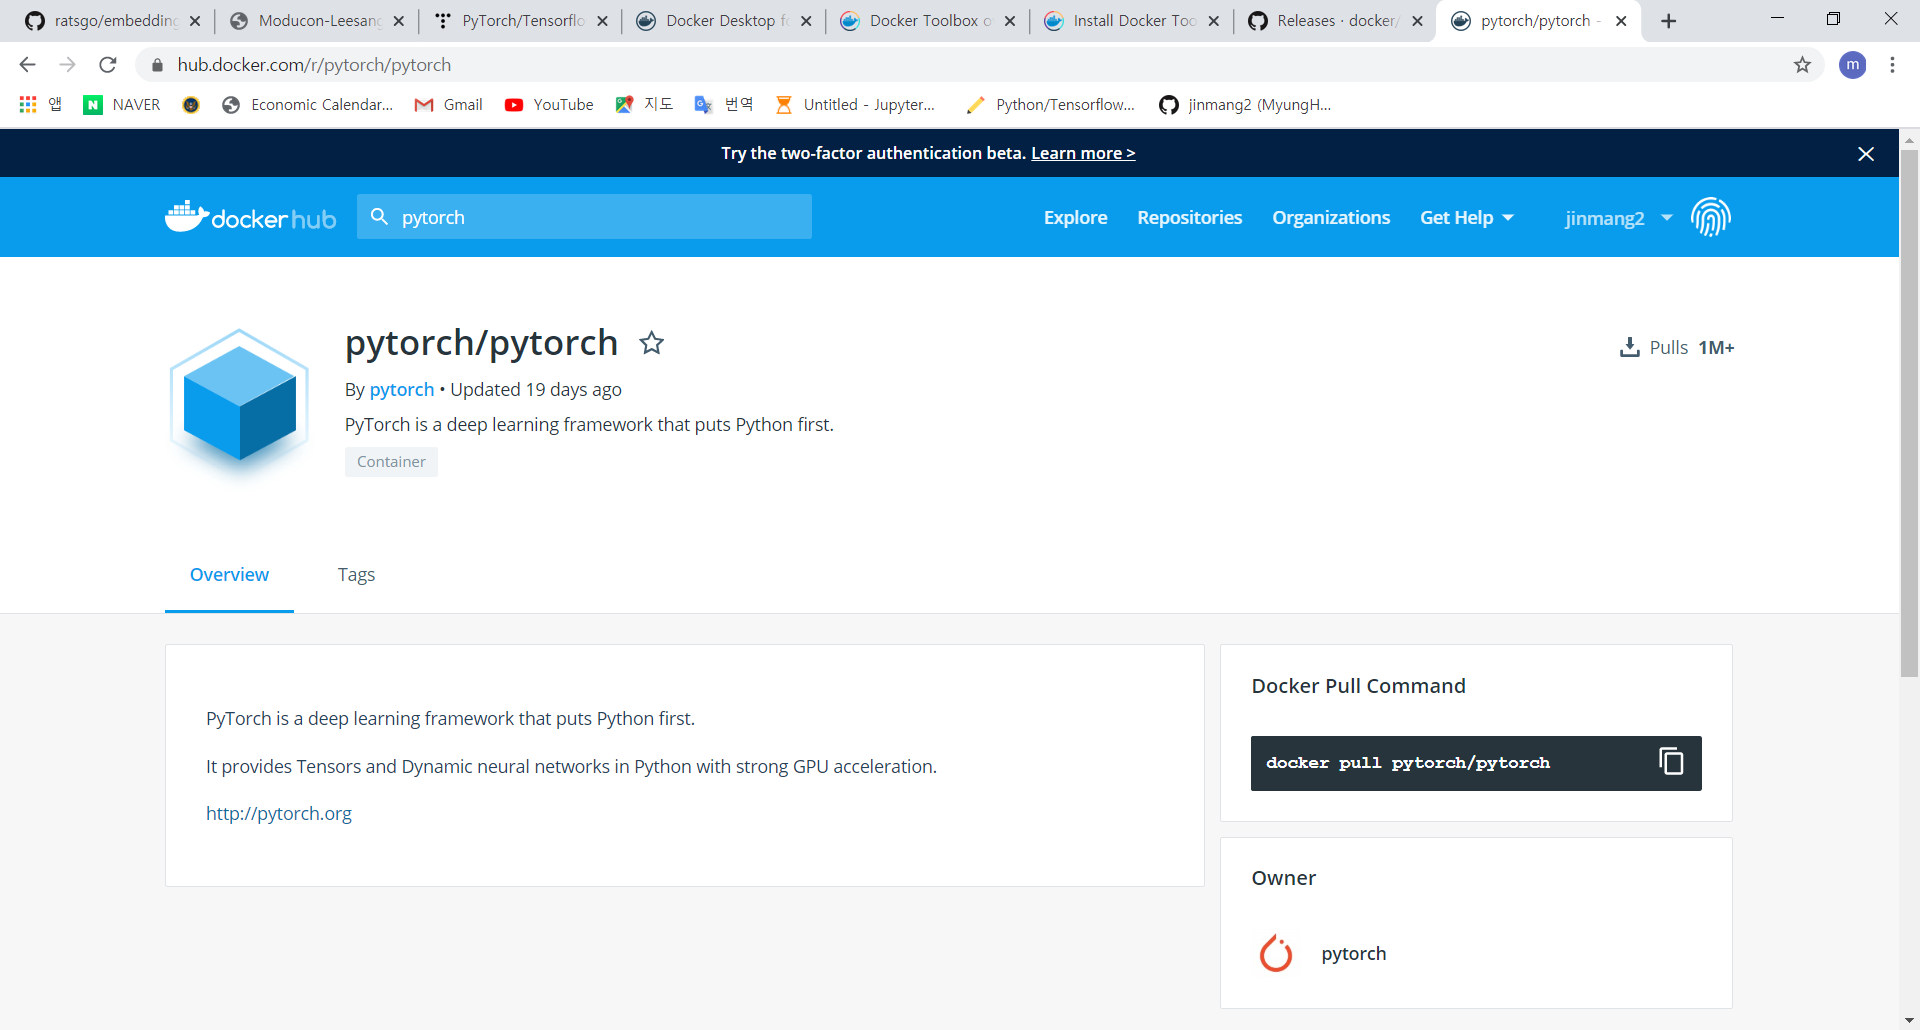 ratsgo/embedding
Moducon-Leesang
PyTorch/Tensorflo
Docker Desktop fo
Docker Toolbox o
Install Docker Too
Releases · docker/
pytorch/pytorch -
hub.docker.com/r/pytorch/pytorch
m
앱
NAVER
Economic Calendar...
Gmail
YouTube
지도
번역
Untitled - Jupyter...
Python/Tensorflow...
jinmang2 (MyungH...
Try the two-factor authentication beta. Learn more >
docker hub
pytorch
Explore
Repositories
Organizations
Get Help
jinmang2
pytorch/pytorch
Pulls 1M+
By pytorch • Updated 19 days ago
PyTorch is a deep learning framework that puts Python first.
Container
Overview
Tags
PyTorch is a deep learning framework that puts Python first.
It provides Tensors and Dynamic neural networks in Python with strong GPU acceleration.
http://pytorch.org
Docker Pull Command
docker pull pytorch/pytorch
Owner
pytorch